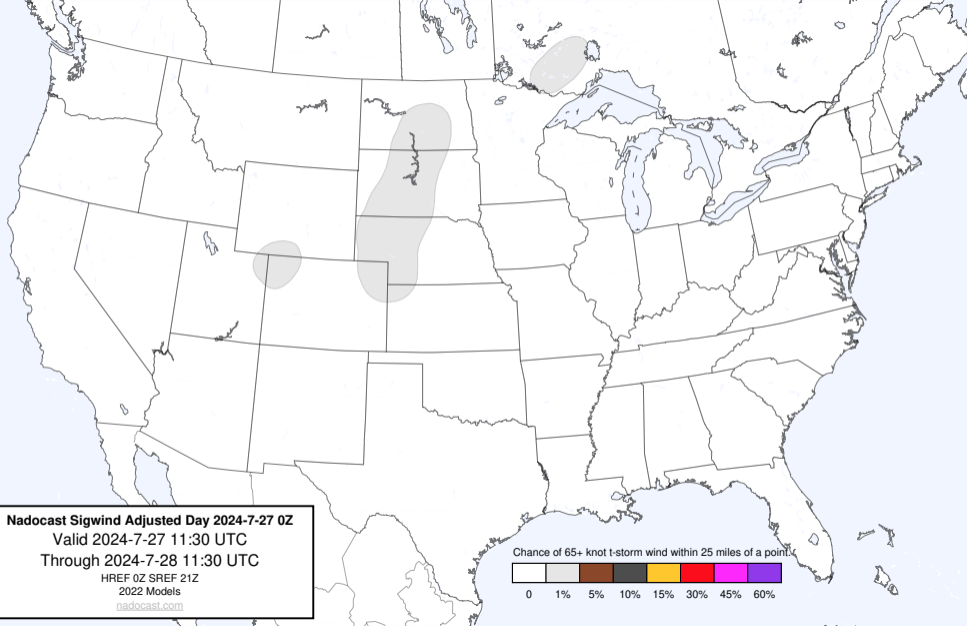 Nadocast Sigwind Adjusted Day 2024-7-27 0Z
Valid 2024-7-27 11:30 UTC
Through 2024-7-28 11:30 UTC
HREF 0Z SREF 21Z
2022 Models
nadocast.com
Chance of 65+ knot t-storm wind within 25 miles of a point.
0 1% 5% 10% 15% 30% 45% 60%